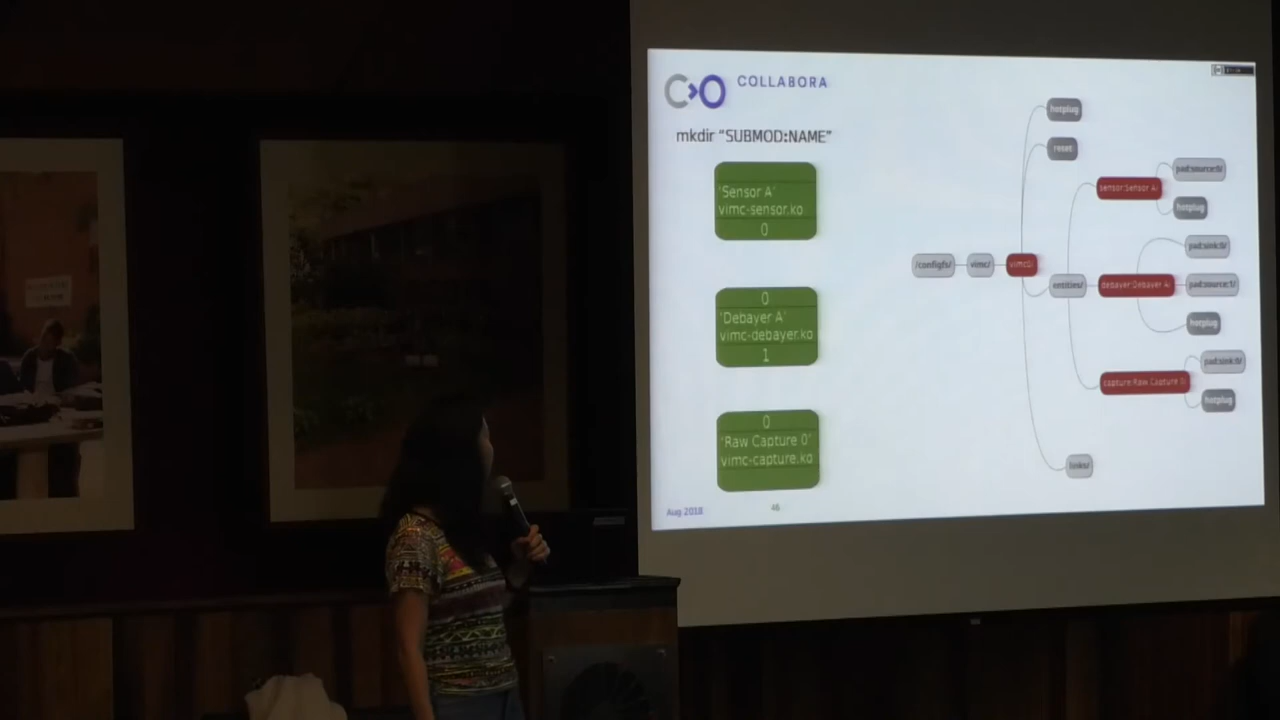 COLLABORA
mkdir “SUBMOD:NAME”
'Sensor A'
vimc-sensor.ko
0
0
'Debayer A'
vimc-debayer.ko
1
0
'Raw Capture 0'
vimc-capture.ko
/configfs/
vimc/
vimc1/
hotplug
reset
entities/
links/
sensor:Sensor A/
pad:source:0/
hotplug
debayer:Debayer A/
pad:sink:0/
pad:source:1/
hotplug
capture:Raw Capture 0/
pad:sink:0/
hotplug
Aug 2018
46